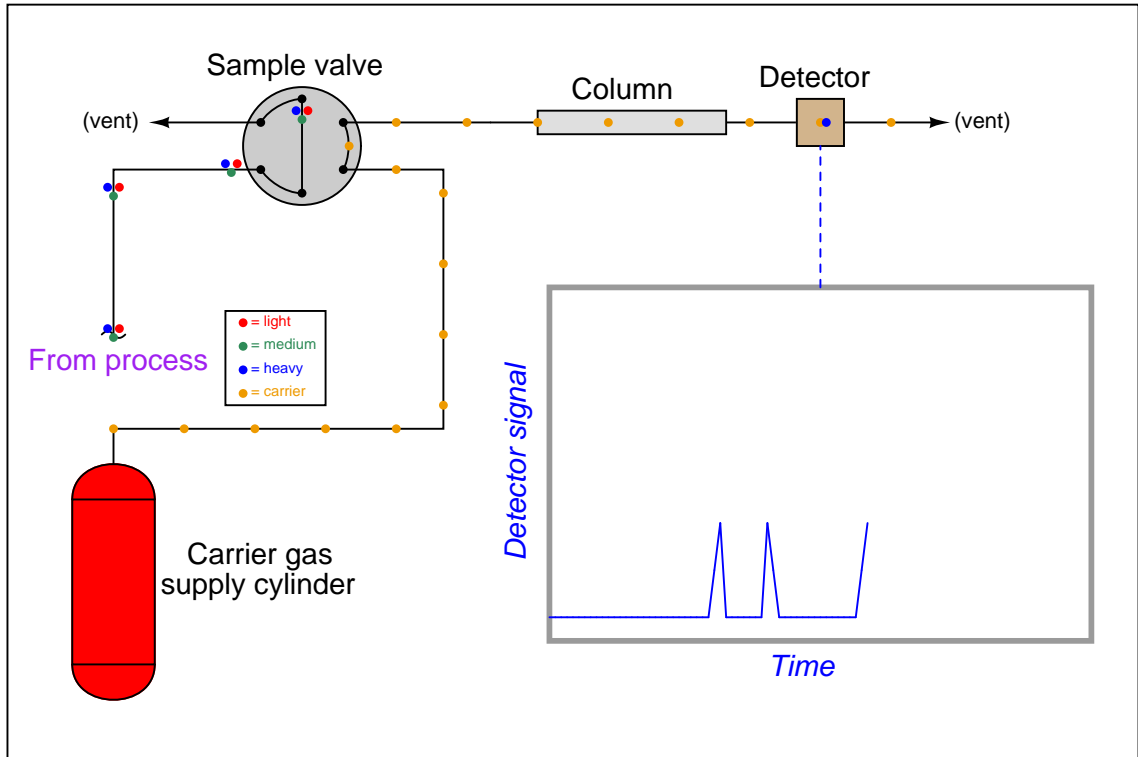 Sample valve
Column
Detector
(vent)
(vent)
= light
= medium
= heavy
= carrier
From process
Detector signal
Carrier gas
supply cylinder
Time